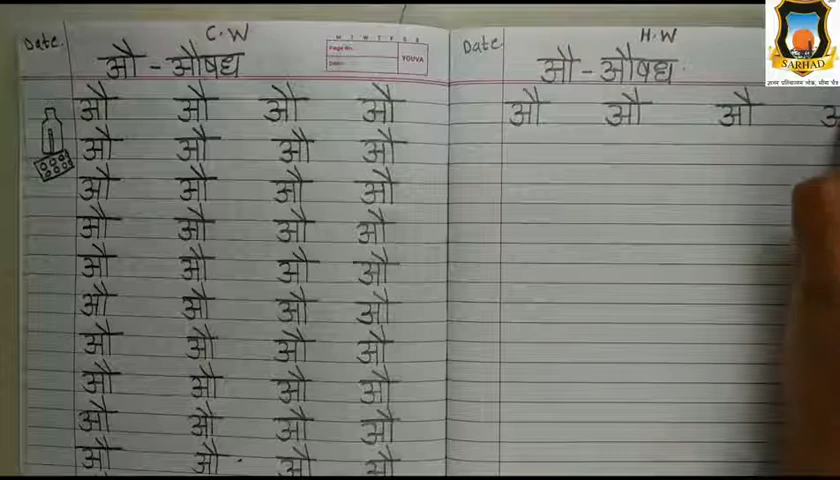 Date.
C.W
औ - औषध
M T W T F S S
Page No.:
Date:
YOUVA
औ औ औ औ
औ औ औ औ
औ औ औ औ
औ औ औ औ
औ औ औ औ
औ औ औ औ
औ औ औ औ
औ औ औ औ
औ औ औ औ
औ औ औ औ
Date.
H.W
औ - औषध
औ औ औ
SARHAD